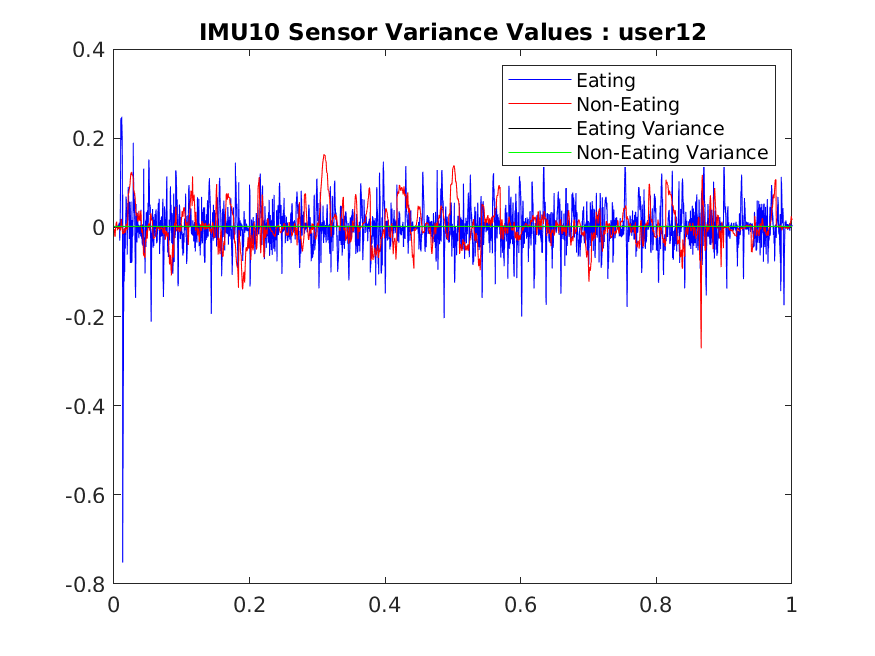 IMU10 Sensor Variance Values : user12
0.4
0.2
0
-0.2
-0.4
-0.6
-0.8
Eating
Non-Eating
Eating Variance
Non-Eating Variance
0 0.2 0.4 0.6 0.8 1